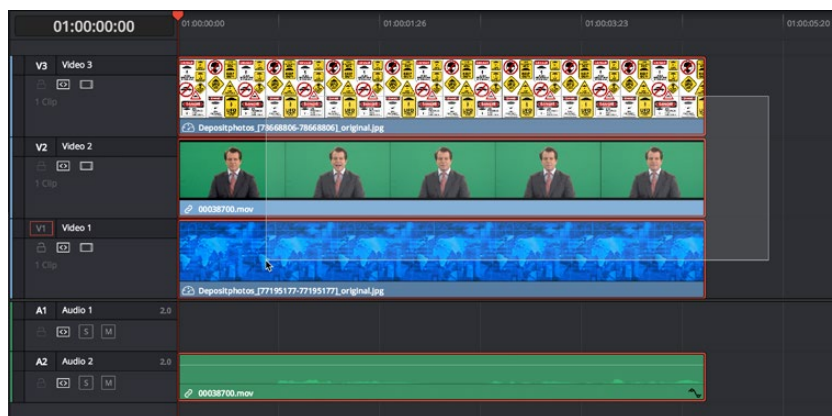 01:00:00:00
01:00:00:00
01:00:01:26
01:00:03:23
01:00:05:20
V3 Video 3
1 Clip
Depositphotos_[78668806-78668806]_original.jpg
V2 Video 2
1 Clip
00038700.mov
V1 Video 1
1 Clip
Depositphotos_[77195177-77195177]_original.jpg
A1 Audio 1 2.0
S M
A2 Audio 2 2.0
S M
00038700.mov